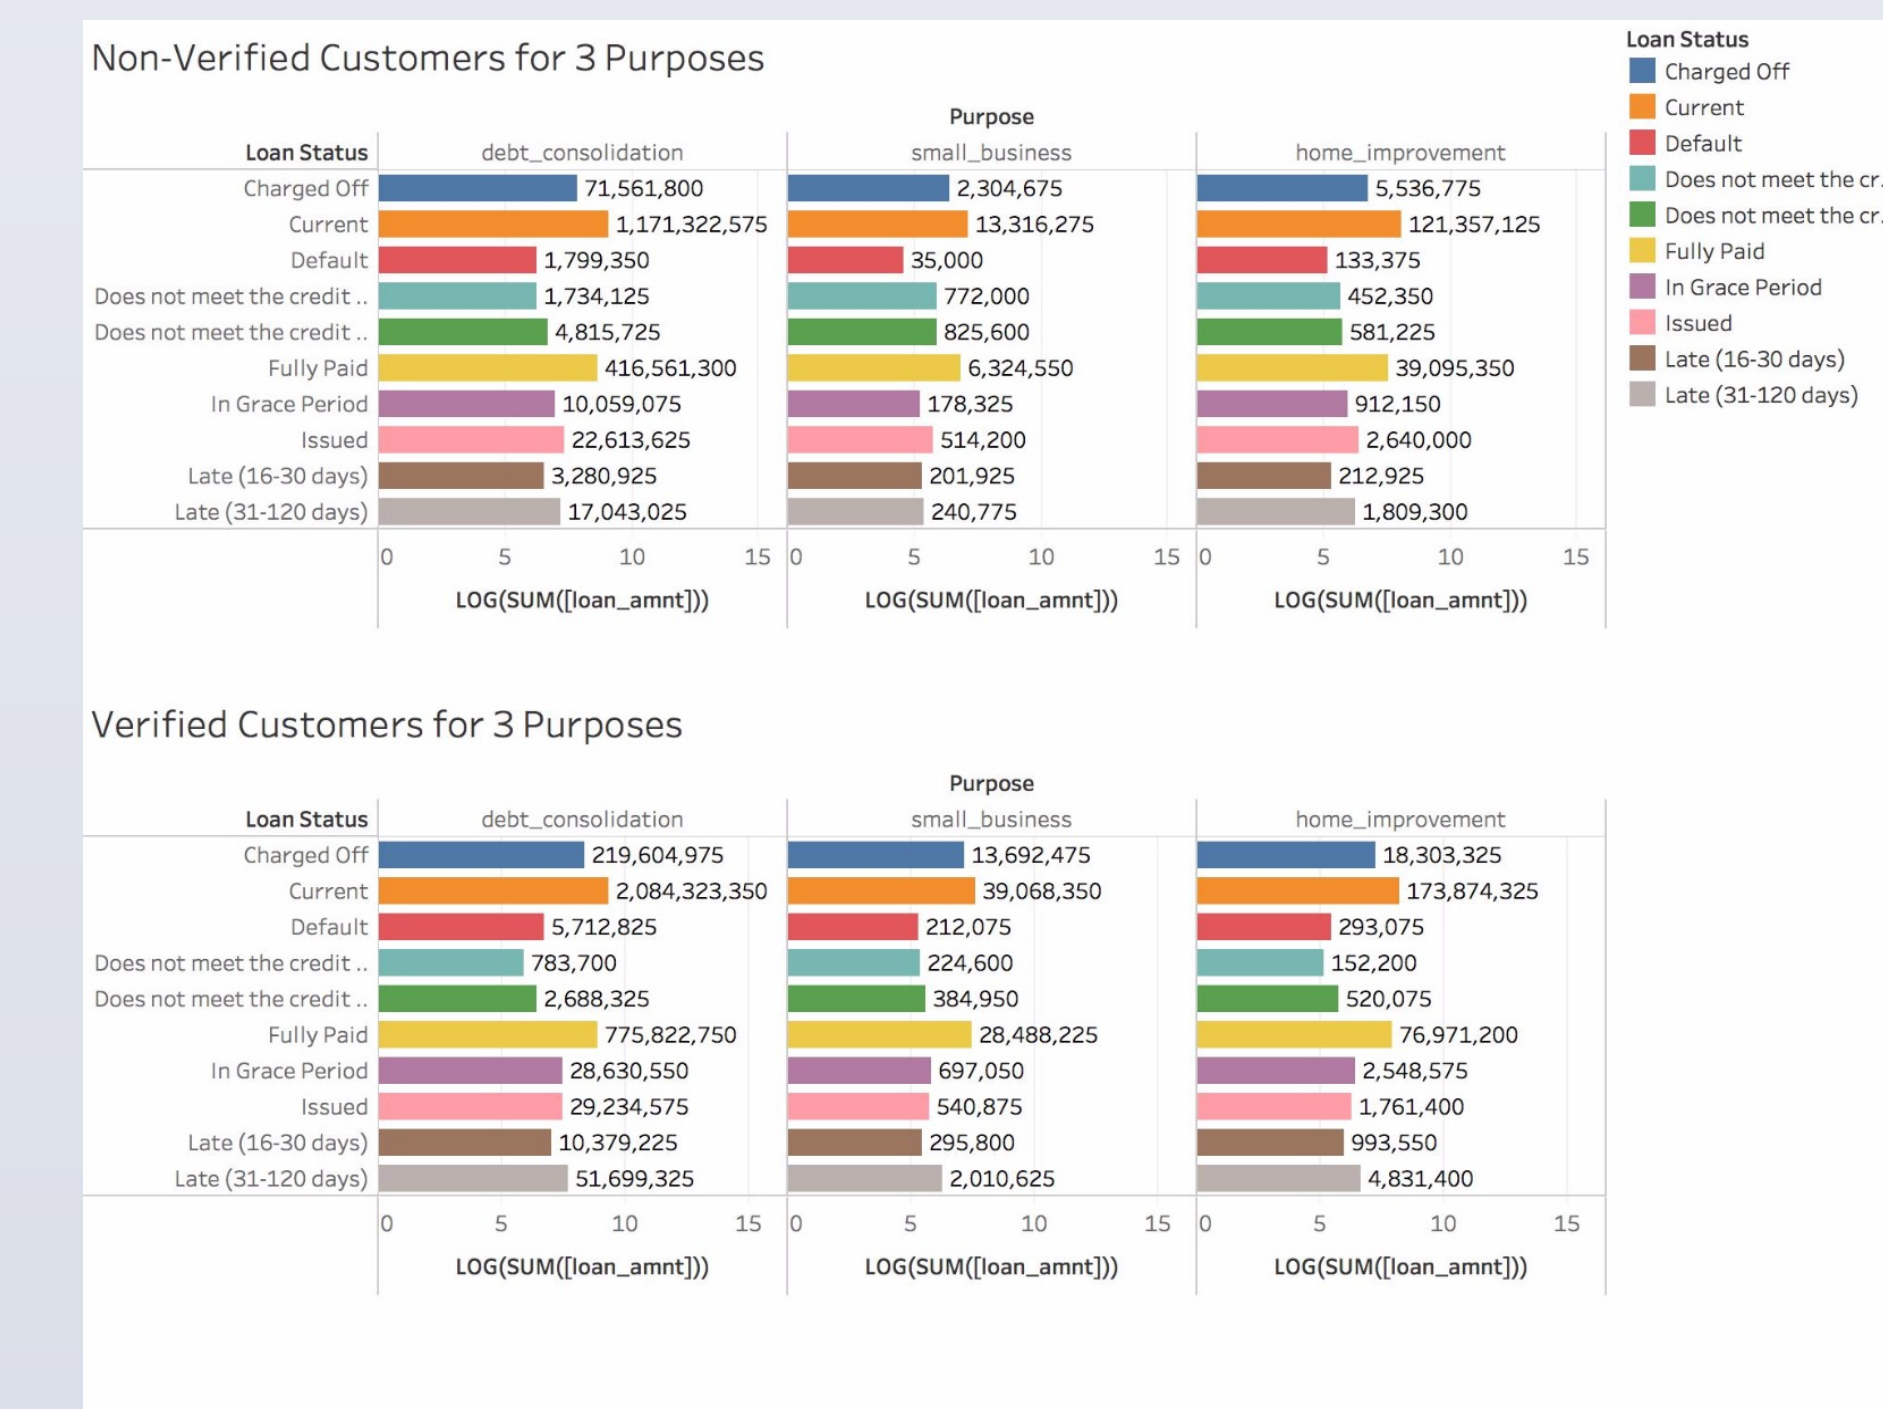 Non-Verified Customers for 3 Purposes
Purpose
Loan Status debt_consolidation small_business home_improvement
Charged Off 71,561,800 2,304,675 5,536,775
Current 1,171,322,575 13,316,275 121,357,125
Default 1,799,350 35,000 133,375
Does not meet the credit .. 1,734,125 772,000 452,350
Does not meet the credit .. 4,815,725 825,600 581,225
Fully Paid 416,561,300 6,324,550 39,095,350
In Grace Period 10,059,075 178,325 912,150
Issued 22,613,625 514,200 2,640,000
Late (16-30 days) 3,280,925 201,925 212,925
Late (31-120 days) 17,043,025 240,775 1,809,300
0 5 10 15 0 5 10 15 0 5 10 15
LOG(SUM([loan_amnt])) LOG(SUM([loan_amnt])) LOG(SUM([loan_amnt]))
Loan Status
Charged Off
Current
Default
Does not meet the cr.
Does not meet the cr.
Fully Paid
In Grace Period
Issued
Late (16-30 days)
Late (31-120 days)
Verified Customers for 3 Purposes
Purpose
Loan Status debt_consolidation small_business home_improvement
Charged Off 219,604,975 13,692,475 18,303,325
Current 2,084,323,350 39,068,350 173,874,325
Default 5,712,825 212,075 293,075
Does not meet the credit .. 783,700 224,600 152,200
Does not meet the credit .. 2,688,325 384,950 520,075
Fully Paid 775,822,750 28,488,225 76,971,200
In Grace Period 28,630,550 697,050 2,548,575
Issued 29,234,575 540,875 1,761,400
Late (16-30 days) 10,379,225 295,800 993,550
Late (31-120 days) 51,699,325 2,010,625 4,831,400
0 5 10 15 0 5 10 15 0 5 10 15
LOG(SUM([loan_amnt])) LOG(SUM([loan_amnt])) LOG(SUM([loan_amnt]))